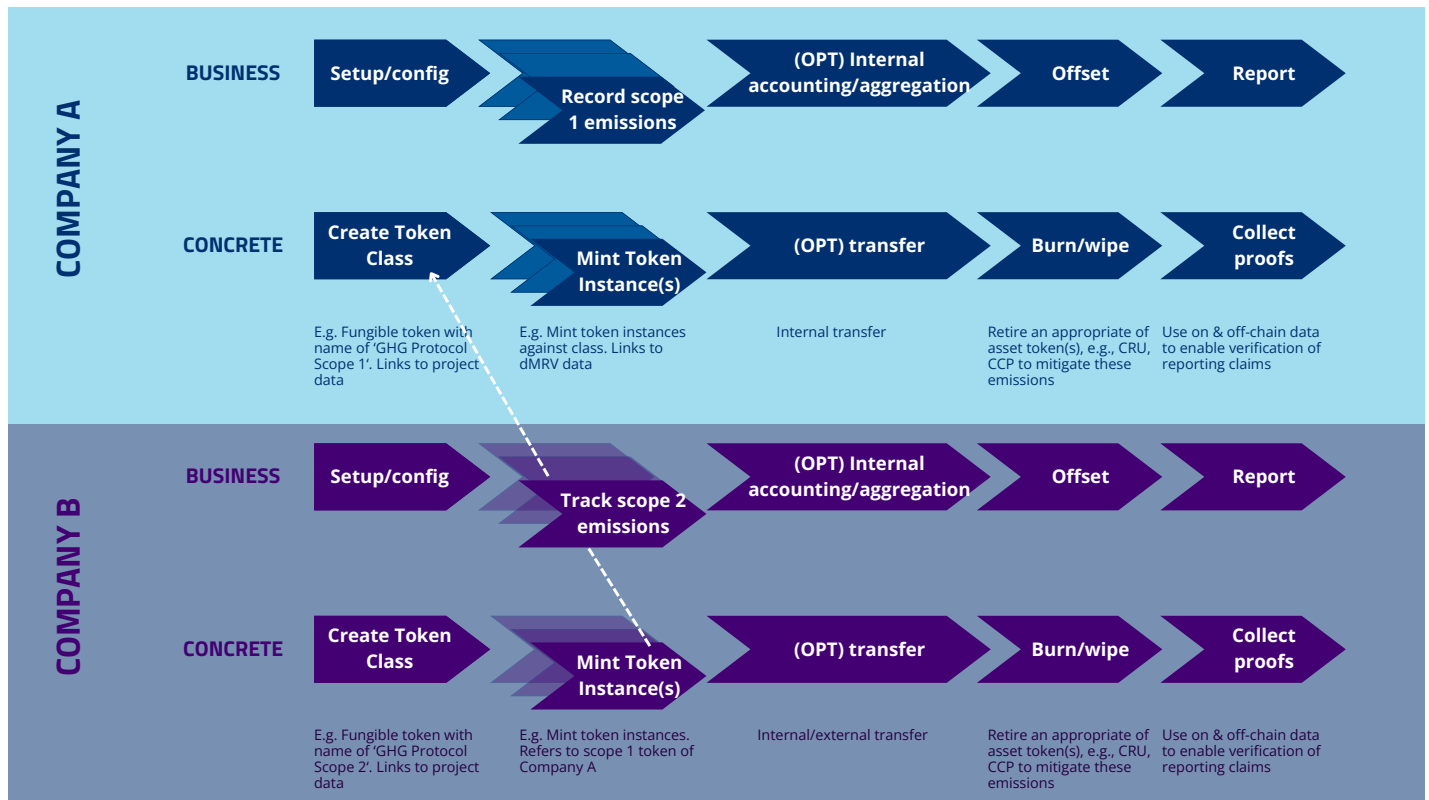 COMPANY A
BUSINESS
Setup/config
Record scope
1 emissions
(OPT) Internal
accounting/aggregation
Offset
Report
CONCRETE
Create Token
Class
Mint Token
Instance(s)
(OPT) transfer
Burn/wipe
Collect
proofs
E.g. Fungible token with
name of ‘GHG Protocol
Scope 1‘. Links to project
data
E.g. Mint token instances
against class. Links to
dMRV data
Internal transfer
Retire an appropriate of
asset token(s), e.g., CRU,
CCP to mitigate these
emissions
Use on & off-chain data
to enable verification of
reporting claims
COMPANY B
BUSINESS
Setup/config
Track scope 2
emissions
(OPT) Internal
accounting/aggregation
Offset
Report
CONCRETE
Create Token
Class
Mint Token
Instance(s)
(OPT) transfer
Burn/wipe
Collect
proofs
E.g. Fungible token with
name of ‘GHG Protocol
Scope 2‘. Links to project
data
E.g. Mint token instances.
Refers to scope 1 token of
Company A
Internal/external transfer
Retire an appropriate of
asset token(s), e.g., CRU,
CCP to mitigate these
emissions
Use on & off-chain data
to enable verification of
reporting claims